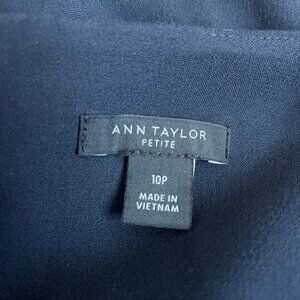 ANN TAYLOR
PETITE
10P
MADE IN
VIETNAM